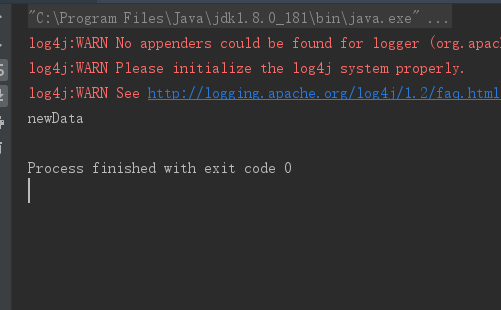 "C:\Program Files\Java\jdk1.8.0_181\bin\java.exe" ...
log4j:WARN No appenders could be found for logger (org.apac
log4j:WARN Please initialize the log4j system properly.
log4j:WARN See http://logging.apache.org/log4j/1.2/faq.html
newData
Process finished with exit code 0